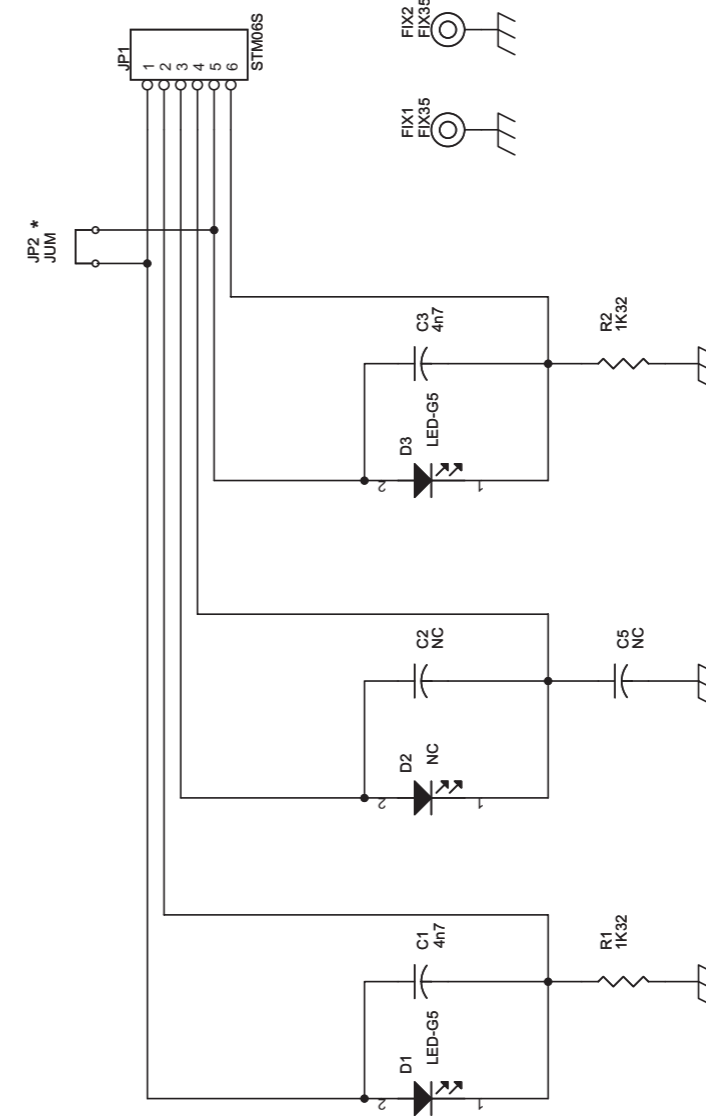 FIX2
FIX35
JP1
1
2
3
4
5
6
STM06S
FIX1
FIX35
JP2 *
JUM
C3
4n7
R2
1K32
D3
LED-G5
2
1
C2
NC
C5
NC
D2
NC
2
1
C1
4n7
R1
1K32
D1
LED-G5
2
1